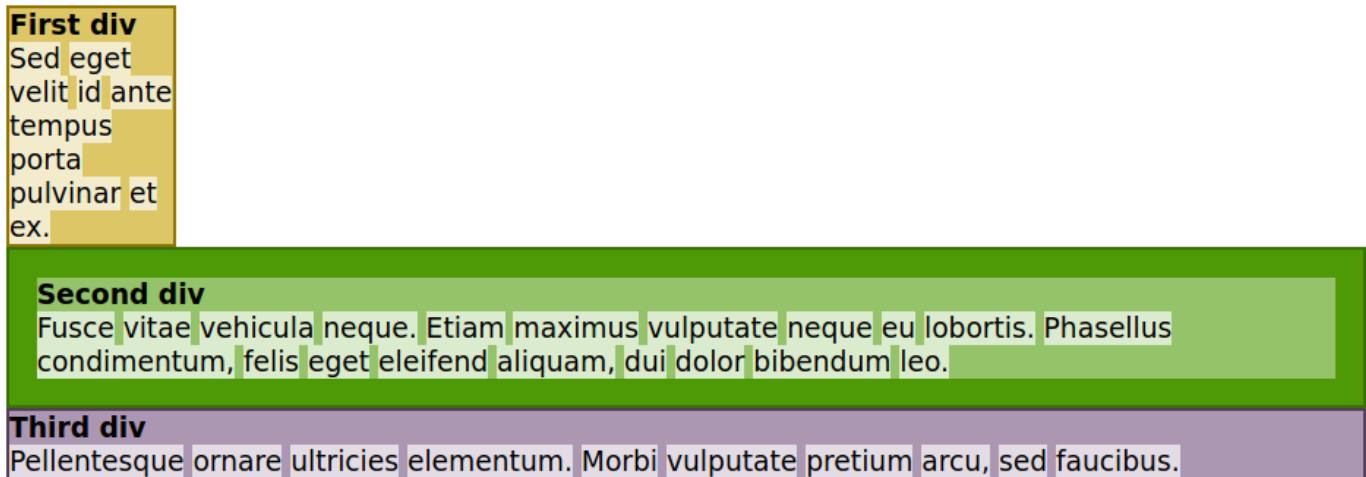 First div
Sed eget
velit id ante
tempus
porta
pulvinar et
ex.
Second div
Fusce vitae vehicula neque. Etiam maximus vulputate neque eu lobortis. Phasellus
condimentum, felis eget eleifend aliquam, dui dolor bibendum leo.
Third div
Pellentesque ornare ultricies elementum. Morbi vulputate pretium arcu, sed faucibus.